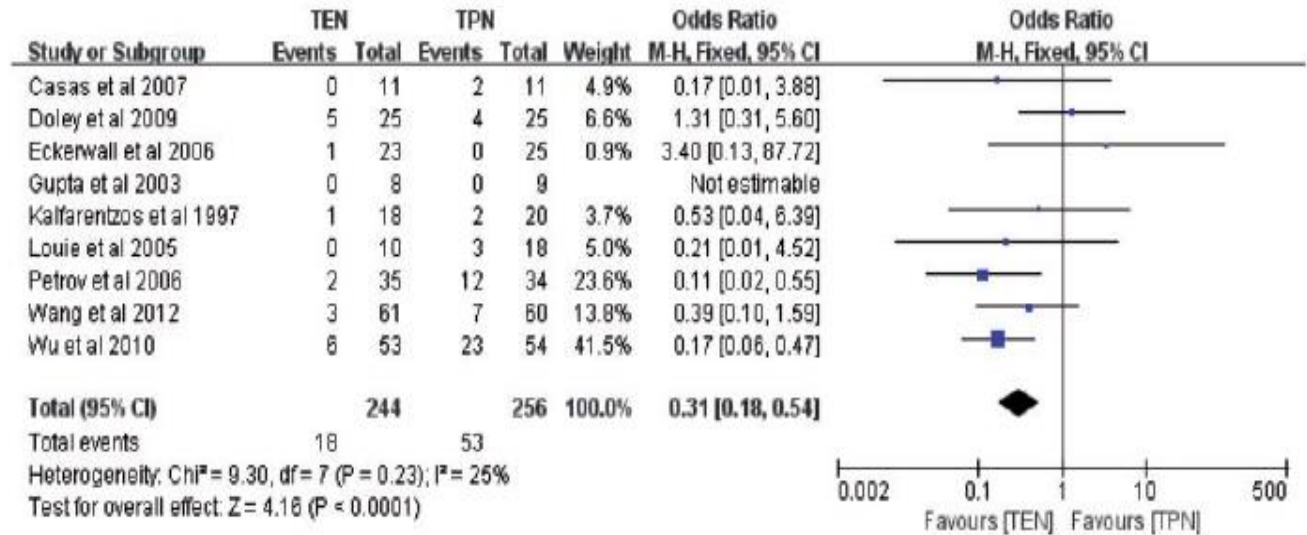 TEN TPN Odds Ratio Odds Ratio
Study or Subgroup Events Total Events Total Weight M-H, Fixed, 95% CI M-H, Fixed, 95% CI
Casas et al 2007 0 11 2 11 4.9% 0.17 [0.01, 3.88]
Doley et al 2009 5 25 4 25 6.6% 1.31 [0.31, 5.60]
Eckerwall et al 2006 1 23 0 25 0.9% 3.40 [0.13, 87.72]
Gupta et al 2003 0 8 0 9 Not estimable
Kalfarentzos et al 1997 1 18 2 20 3.7% 0.53 [0.04, 6.39]
Louie et al 2005 0 10 3 18 5.0% 0.21 [0.01, 4.52]
Petrov et al 2006 2 35 12 34 23.6% 0.11 [0.02, 0.55]
Wang et al 2012 3 61 7 60 13.8% 0.39 [0.10, 1.59]
Wu et al 2010 6 53 23 54 41.5% 0.17 [0.06, 0.47]
Total (95% CI) 244 256 100.0% 0.31 [0.18, 0.54]
Total events 18 53
Heterogeneity: Chi² = 9.30, df = 7 (P = 0.23); I² = 25%
Test for overall effect: Z = 4.16 (P < 0.0001)
0.002 0.1 1 10 500
Favours [TEN] Favours [TPN]